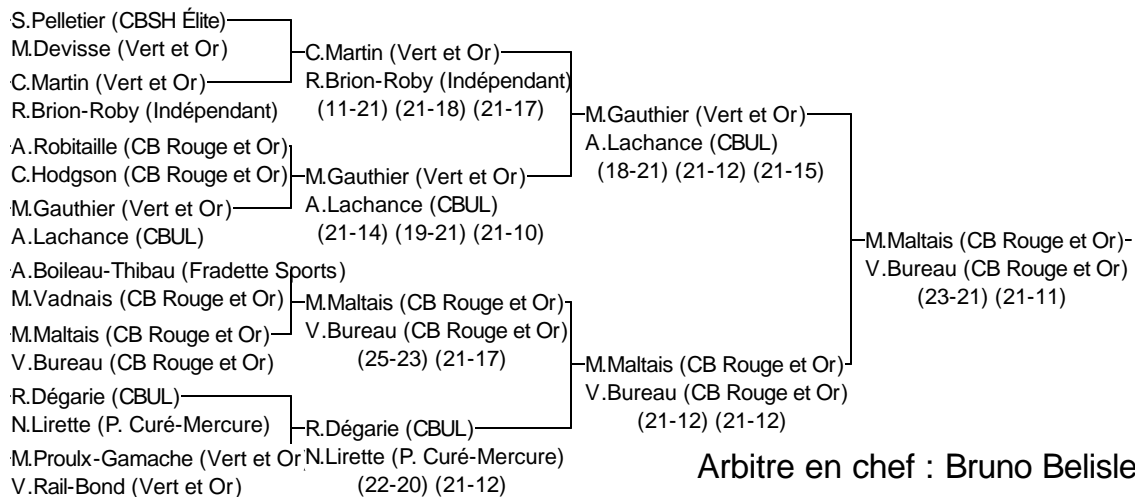 S.Pelletier (CBSH Élite)
M.Devisse (Vert et Or)
C.Martin (Vert et Or)
R.Brion-Roby (Indépendant)
A.Robitaille (CB Rouge et Or)
C.Hodgson (CB Rouge et Or)
M.Gauthier (Vert et Or)
A.Lachance (CBUL)
A.Boileau-Thibau (Fradette Sports)
M.Vadnais (CB Rouge et Or)
M.Maltais (CB Rouge et Or)
V.Bureau (CB Rouge et Or)
R.Dégarie (CBUL)
N.Lirette (P. Curé-Mercure)
M.Proulx-Gamache (Vert et Or
V.Rail-Bond (Vert et Or)
C.Martin (Vert et Or)
R.Brion-Roby (Indépendant)
(11-21) (21-18) (21-17)
M.Gauthier (Vert et Or)
A.Lachance (CBUL)
(21-14) (19-21) (21-10)
M.Maltais (CB Rouge et Or)
V.Bureau (CB Rouge et Or)
(25-23) (21-17)
R.Dégarie (CBUL)
N.Lirette (P. Curé-Mercure)
(22-20) (21-12)
M.Gauthier (Vert et Or)
A.Lachance (CBUL)
(18-21) (21-12) (21-15)
M.Maltais (CB Rouge et Or)
V.Bureau (CB Rouge et Or)
(21-12) (21-12)
M.Maltais (CB Rouge et Or)
V.Bureau (CB Rouge et Or)
(23-21) (21-11)
Arbitre en chef : Bruno Belisle